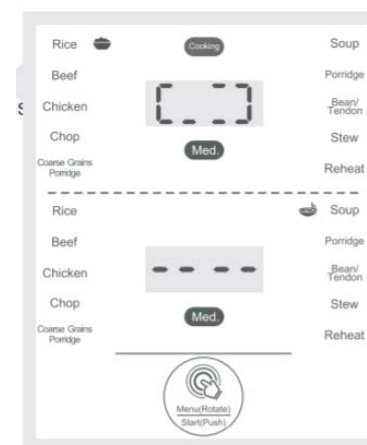 Rice Cooking Soup
Beef Porridge
Chicken Bean/
Tendon
Chop Med. Stew
Coarse Grains
Porridge Reheat
Rice Soup
Beef Porridge
Chicken - - - - Bean/
Tendon
Chop Med. Stew
Coarse Grains
Porridge Reheat
Menu(Rotate)
Start(Push)